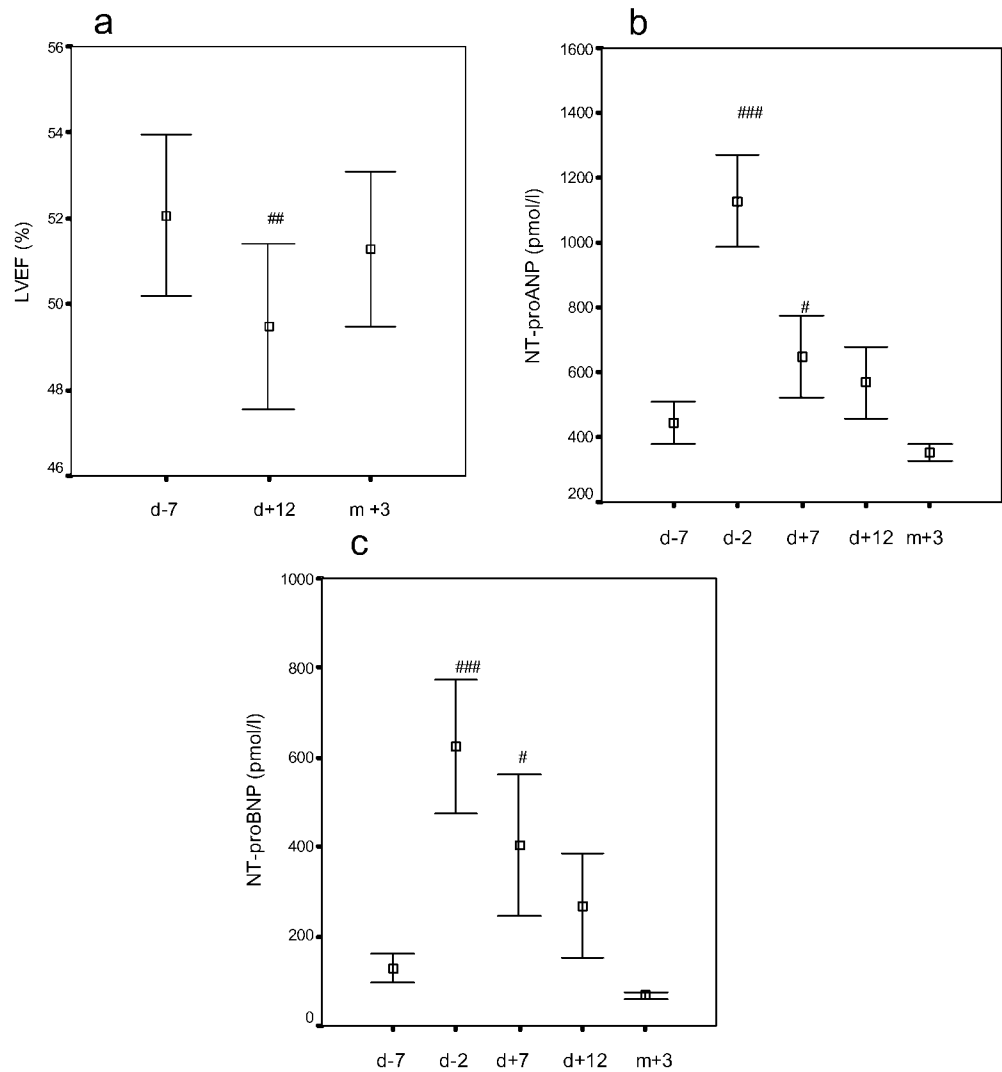 a
56
54
52
50
48
46
LVEF (%)
##
d-7 d+12 m +3
b
1600
1400
1200
1000
800
600
400
200
NT-proANP (pmol/l)
###
#
d-7 d-2 d+7 d+12 m+3
c
1000
800
600
400
200
0
NT-proBNP (pmol/l)
###
#
d-7 d-2 d+7 d+12 m+3